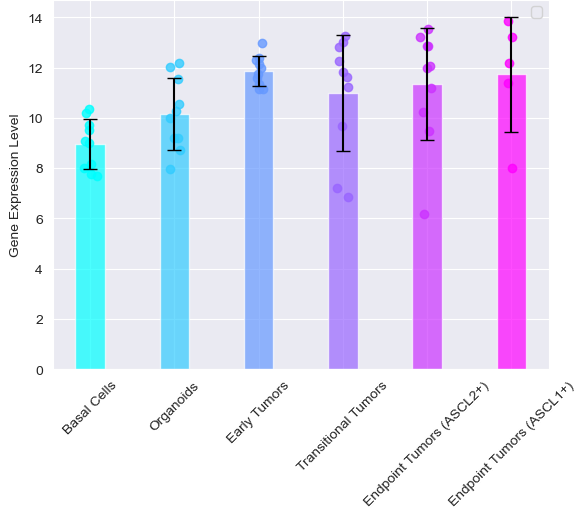 14
12
10
8
6
4
2
0
Gene Expression Level
Basal Cells
Organoids
Early Tumors
Transitional Tumors
Endpoint Tumors (ASCL2+)
Endpoint Tumors (ASCL1+)